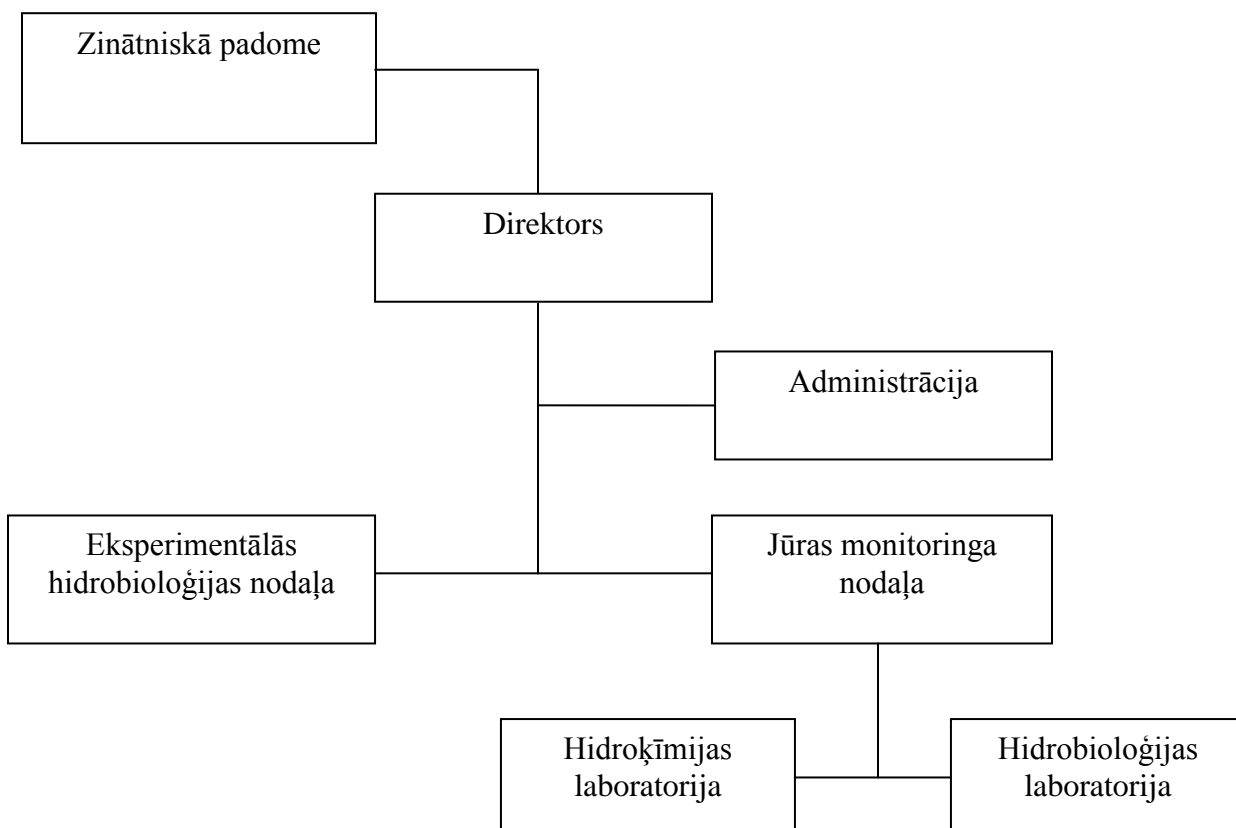 Zinātniskā padome
Direktors
Administrācija
Eksperimentālās
hidrobioloģijas nodaļa
Jūras monitoringa
nodaļa
Hidroķīmijas
laboratorija
Hidrobioloģijas
laboratorija